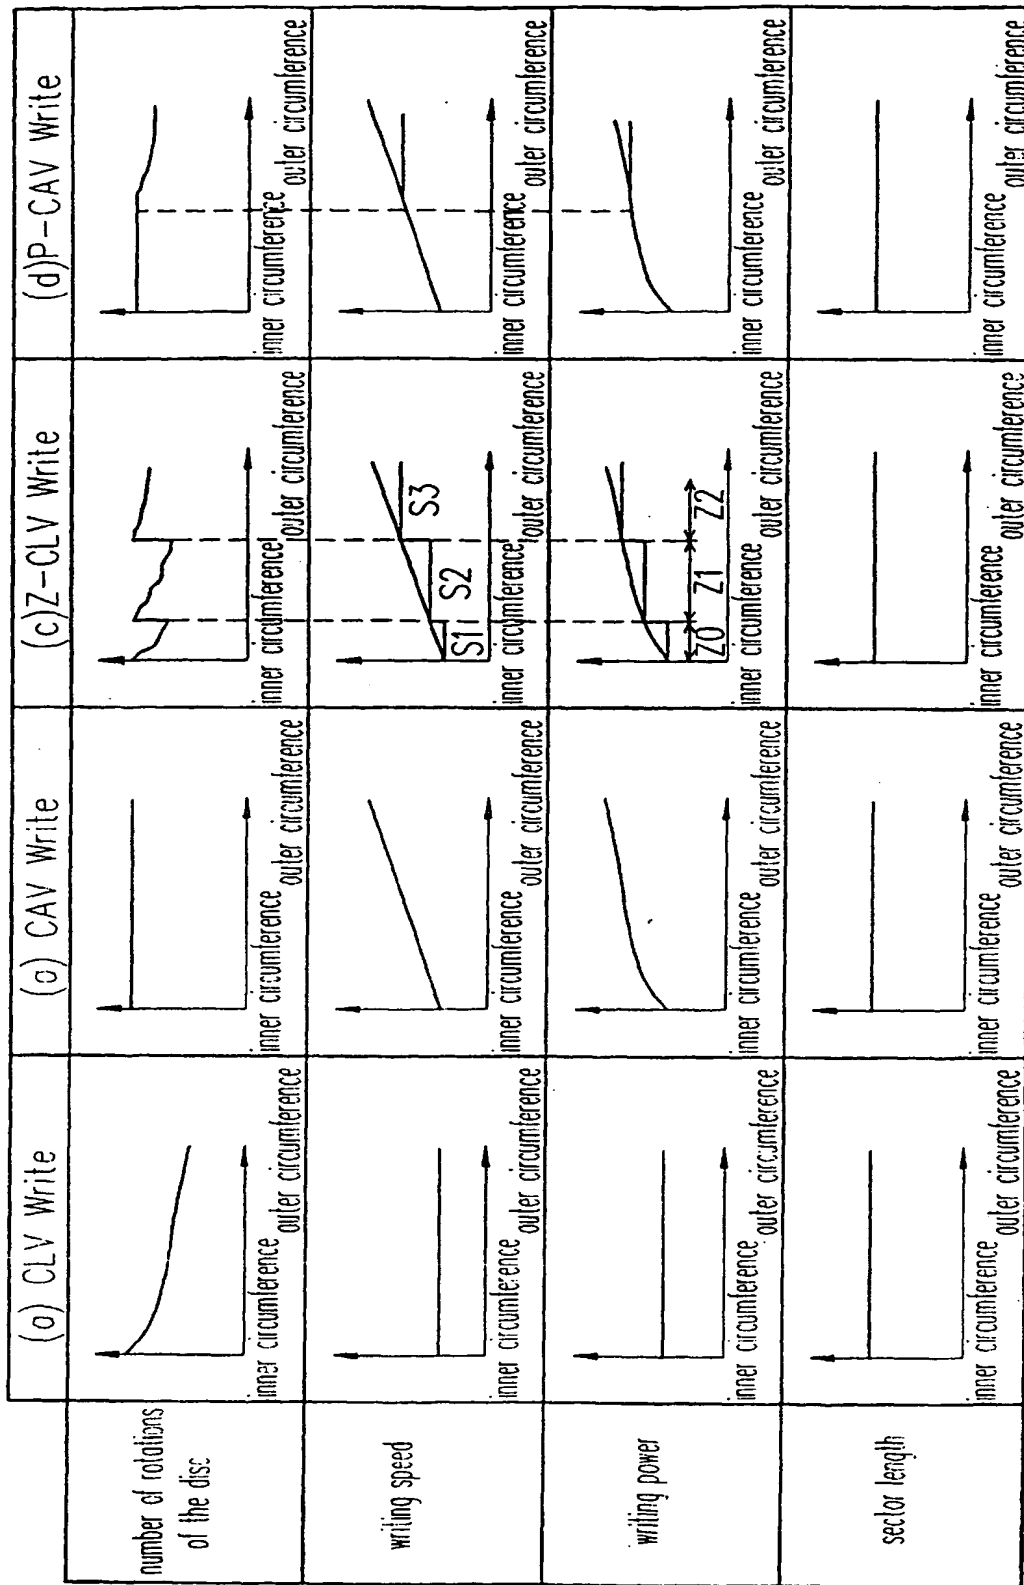 (a) CLV Write
(a) CAV Write
(c)Z-CLV Write
(d)P-CAV Write
number of rotations
of the disc
inner circumference
outer circumference
inner circumference
outer circumference
inner circumference
outer circumference
inner circumference
outer circumference
writing speed
inner circumference
outer circumference
inner circumference
outer circumference
S1
S2
S3
inner circumference
outer circumference
inner circumference
outer circumference
writing power
inner circumference
outer circumference
inner circumference
outer circumference
Z0
Z1
Z2
inner circumference
outer circumference
inner circumference
outer circumference
sector length
inner circumference
outer circumference
inner circumference
outer circumference
inner circumference
outer circumference
inner circumference
outer circumference